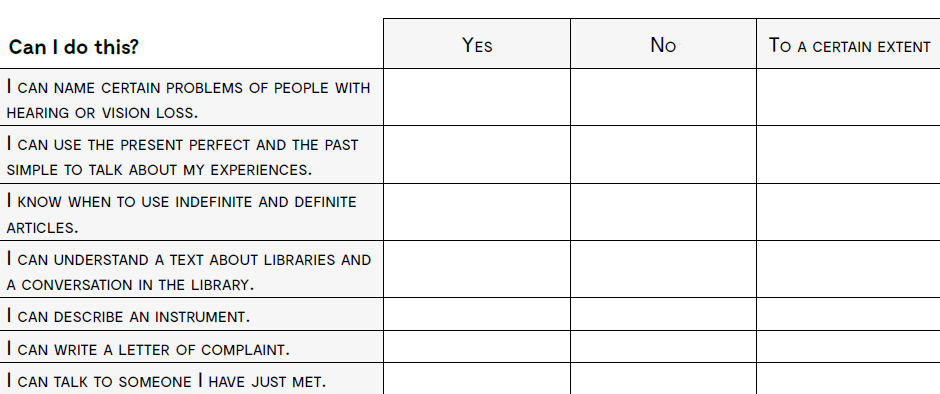 Can I do this?
Yes
No
To a certain extent
I can name certain problems of people with
hearing or vision loss.
I can use the present perfect and the past
simple to talk about my experiences.
I know when to use indefinite and definite
articles.
I can understand a text about libraries and
a conversation in the library.
I can describe an instrument.
I can write a letter of complaint.
I can talk to someone I have just met.